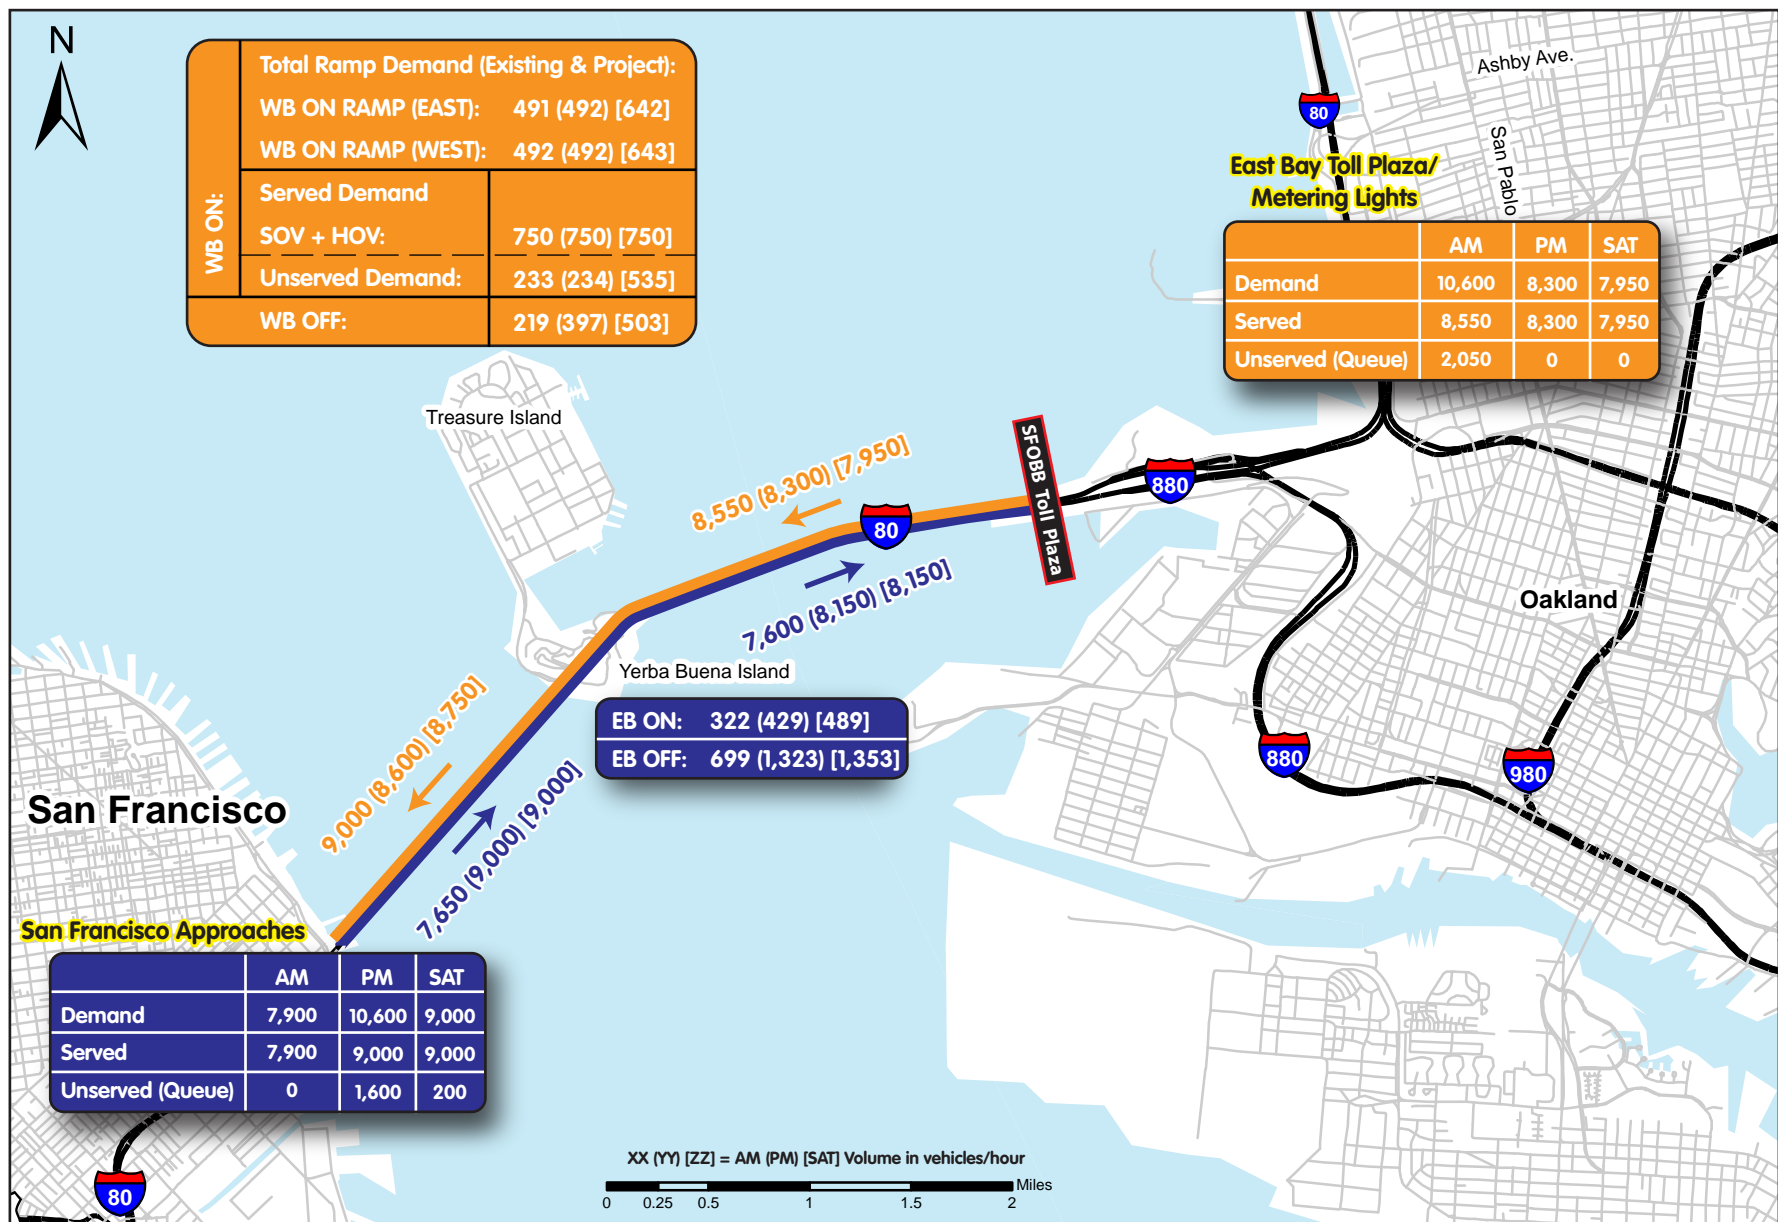 N
Total Ramp Demand (Existing & Project):
WB ON RAMP (EAST): 491 (492) [642]
WB ON RAMP (WEST): 492 (492) [643]
WB ON:
Served Demand
SOV + HOV: 750 (750) [750]
Unserved Demand: 233 (234) [535]
WB OFF: 219 (397) [503]
Ashby Ave.
80
San Pablo
East Bay Toll Plaza/
Metering Lights
AM PM SAT
Demand 10,600 8,300 7,950
Served 8,550 8,300 7,950
Unserved (Queue) 2,050 0 0
Treasure Island
8,550 (8,300) [7,950]
80
SFOBB Toll Plaza
880
7,600 (8,150) [8,150]
Oakland
Yerba Buena Island
EB ON: 322 (429) [489]
EB OFF: 699 (1,323) [1,353]
880
980
9,000 (8,600) [8,750]
7,650 (9,000) [9,000]
San Francisco
San Francisco Approaches
AM PM SAT
Demand 7,900 10,600 9,000
Served 7,900 9,000 9,000
Unserved (Queue) 0 1,600 200
80
XX (YY) [ZZ] = AM (PM) [SAT] Volume in vehicles/hour
Miles
0 0.25 0.5 1 1.5 2